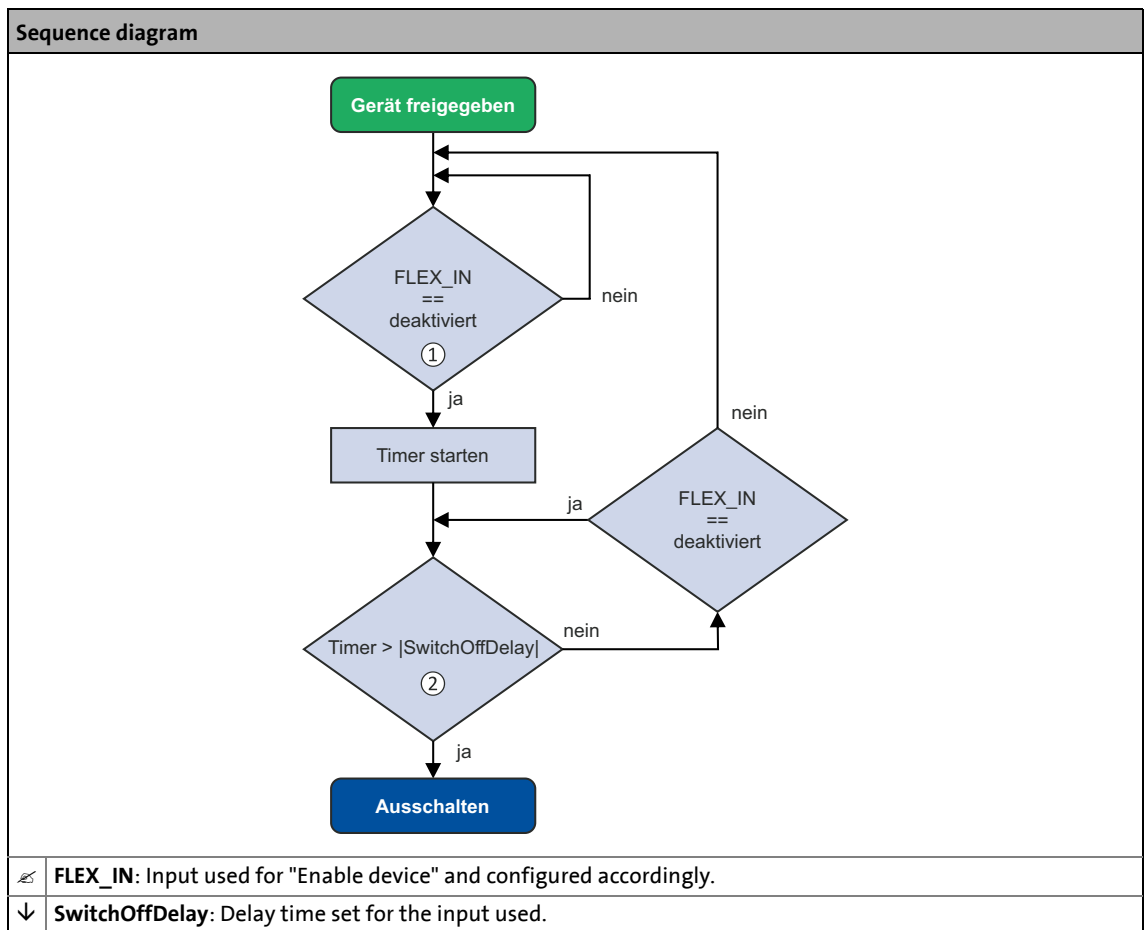 Sequence diagram
Gerät freigegeben
FLEX_IN
==
deaktiviert
①
nein
ja
Timer starten
nein
ja
FLEX_IN
==
deaktiviert
Timer > |SwitchOffDelay|
②
nein
ja
Ausschalten
FLEX_IN: Input used for "Enable device" and configured accordingly.
SwitchOffDelay: Delay time set for the input used.